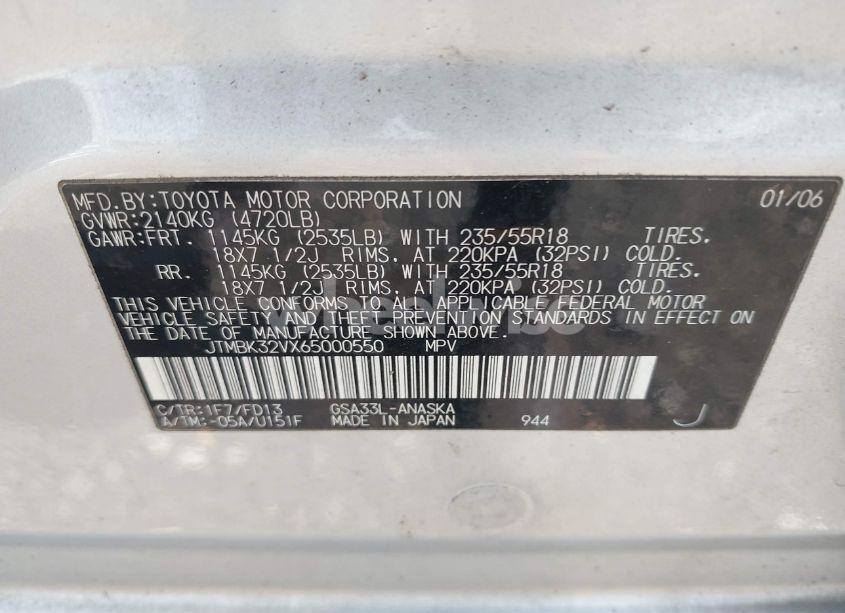 MFD.BY:TOYOTA MOTOR CORPORATION 01/06
GVWR:2140KG (4720LB)
GAWR:FRT. 1145KG (2535LB) WITH 235/55R18 TIRES.
18X7 1/2J RIMS, AT 220KPA (32PSI) COLD.
RR. 1145KG (2535LB) WITH 235/55R18 TIRES.
18X7 1/2J RIMS, AT 220KPA (32PSI) COLD.
THIS VEHICLE CONFORMS TO ALL APPLICABLE FEDERAL MOTOR
VEHICLE SAFETY AND THEFT PREVENTION STANDARDS IN EFFECT ON
THE DATE OF MANUFACTURE SHOWN ABOVE.
JTMBK32VX65000550 MPV
C/TR:1F7/FD13 GSA33L-ANASKA
A/TM:-05A/U151F MADE IN JAPAN 944 J